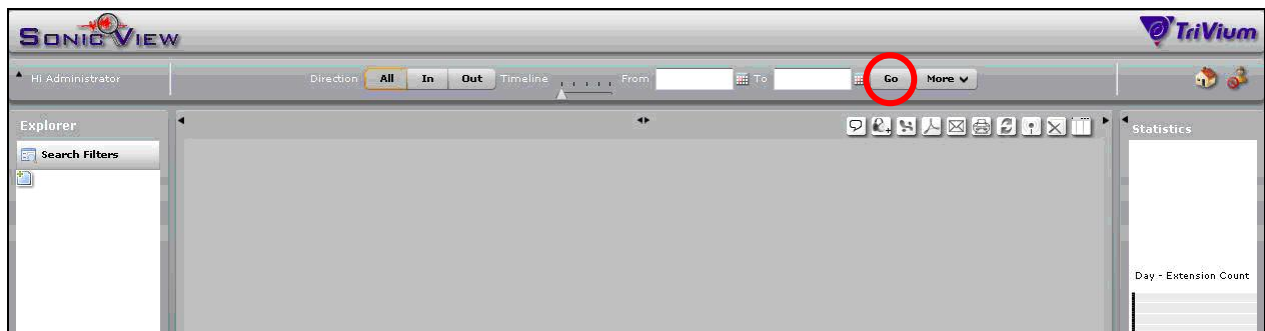 SONICVIEW
TriVium
Hi Administrator
Direction All In Out Timeline From To Go More
Explorer
Statistics
Search Filters
Day - Extension Count